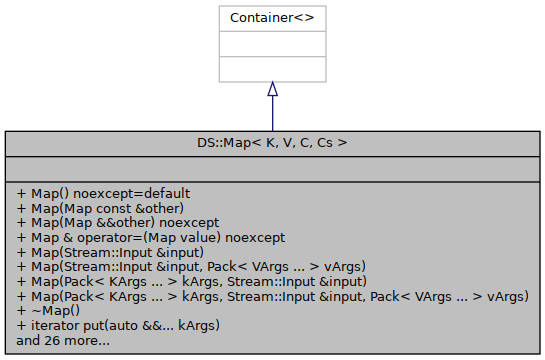 Container<>
DS::Map< K, V, C, Cs >
+ Map() noexcept=default
+ Map(Map const &other)
+ Map(Map &&other) noexcept
+ Map & operator=(Map value) noexcept
+ Map(Stream::Input &input)
+ Map(Stream::Input &input, Pack< VArgs ... > vArgs)
+ Map(Pack< KArgs ... > kArgs, Stream::Input &input)
+ Map(Pack< KArgs ... > kArgs, Stream::Input &input, Pack< VArgs ... > vArgs)
+ ~Map()
+ iterator put(auto &&... kArgs)
and 26 more...